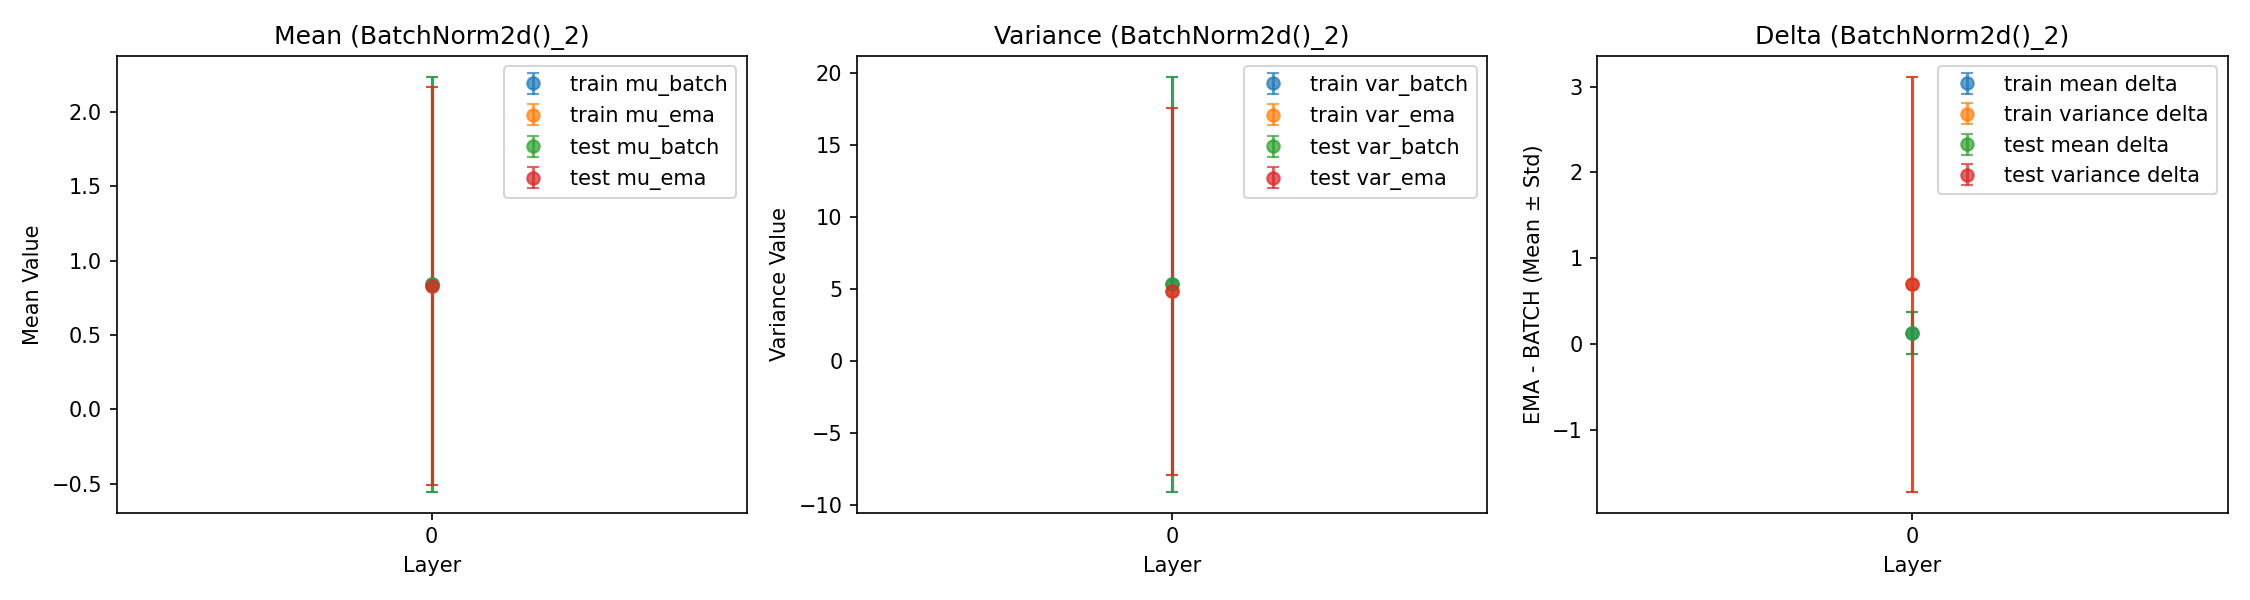 Mean (BatchNorm2d()_2)
Mean Value
2.0
1.5
1.0
0.5
0.0
−0.5
0
Layer
train mu_batch
train mu_ema
test mu_batch
test mu_ema
Variance (BatchNorm2d()_2)
Variance Value
20
15
10
5
0
−5
−10
0
Layer
train var_batch
train var_ema
test var_batch
test var_ema
Delta (BatchNorm2d()_2)
EMA - BATCH (Mean ± Std)
3
2
1
0
−1
0
Layer
train mean delta
train variance delta
test mean delta
test variance delta